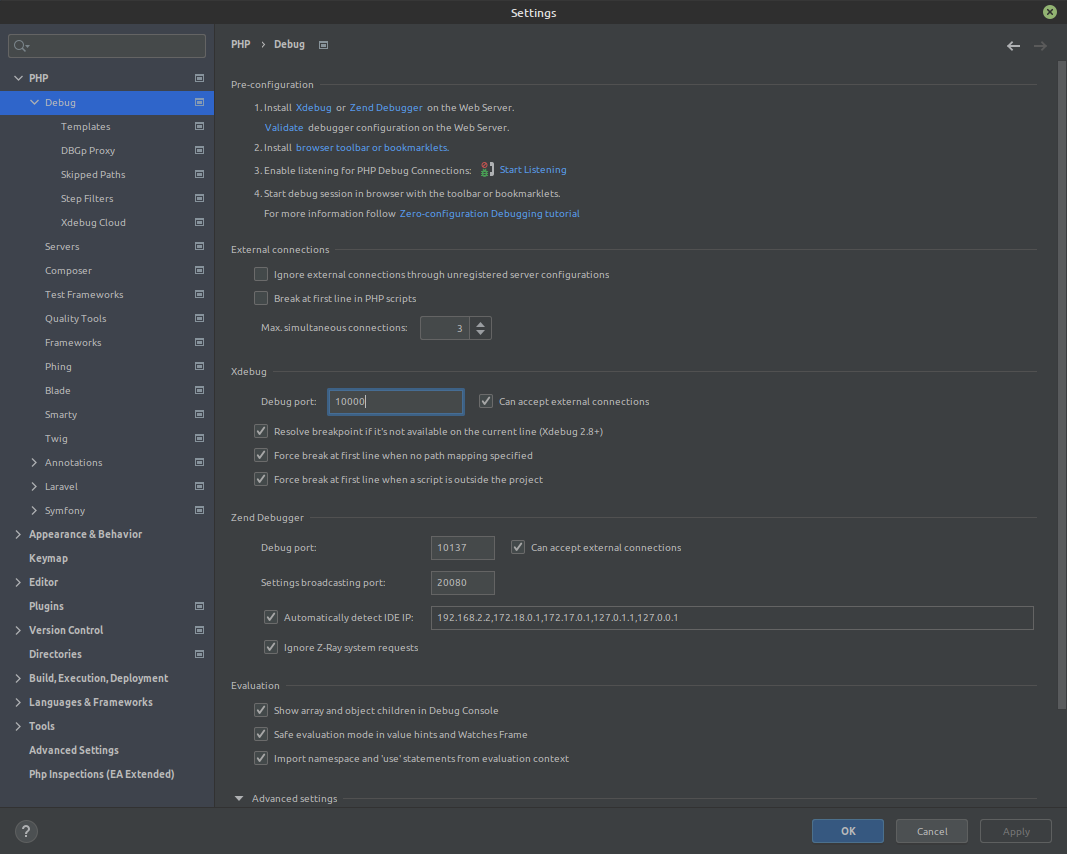 Settings
PHP
Debug
Templates
DBGp Proxy
Skipped Paths
Step Filters
Xdebug Cloud
Servers
Composer
Test Frameworks
Quality Tools
Frameworks
Phing
Blade
Smarty
Twig
Annotations
Laravel
Symfony
Appearance & Behavior
Keymap
Editor
Plugins
Version Control
Directories
Build, Execution, Deployment
Languages & Frameworks
Tools
Advanced Settings
Php Inspections (EA Extended)
PHP › Debug
Pre-configuration
1. Install Xdebug or Zend Debugger on the Web Server.
Validate debugger configuration on the Web Server.
2. Install browser toolbar or bookmarklets.
3. Enable listening for PHP Debug Connections: Start Listening
4. Start debug session in browser with the toolbar or bookmarklets.
For more information follow Zero-configuration Debugging tutorial
External connections
Ignore external connections through unregistered server configurations
Break at first line in PHP scripts
Max. simultaneous connections: 3
Xdebug
Debug port: 10000 Can accept external connections
Resolve breakpoint if it's not available on the current line (Xdebug 2.8+)
Force break at first line when no path mapping specified
Force break at first line when a script is outside the project
Zend Debugger
Debug port: 10137 Can accept external connections
Settings broadcasting port: 20080
Automatically detect IDE IP: 192.168.2.2,172.18.0.1,172.17.0.1,127.0.1.1,127.0.0.1
Ignore Z-Ray system requests
Evaluation
Show array and object children in Debug Console
Safe evaluation mode in value hints and Watches Frame
Import namespace and 'use' statements from evaluation context
Advanced settings
? OK Cancel Apply